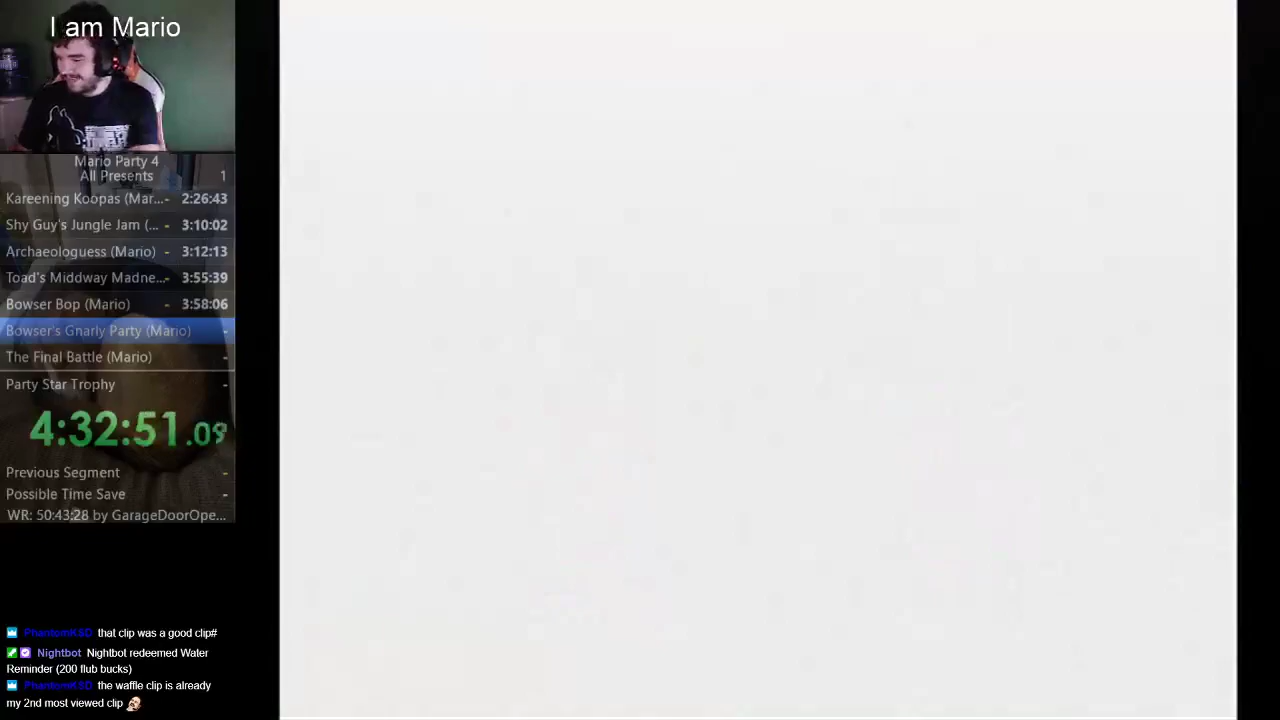 I am Mario
Mario Party 4
All Presents 1
Kareening Koopas (Mar...- 2:26:43
Shy Guy's Jungle Jam (... - 3:10:02
Archaeologuess (Mario) - 3:12:13
Toad's Middway Madne...- 3:55:39
Bowser Bop (Mario) - 3:58:06
Bowser's Gnarly Party (Mario) -
The Final Battle (Mario) -
Party Star Trophy -
4:32:51.09
Previous Segment -
Possible Time Save -
WR: 50:43:28 by GarageDoorOpe...
PhantomKSD that clip was a good clip#
Nightbot Nightbot redeemed Water
Reminder (200 flub bucks)
PhantomKSD the waffle clip is already
my 2nd most viewed clip